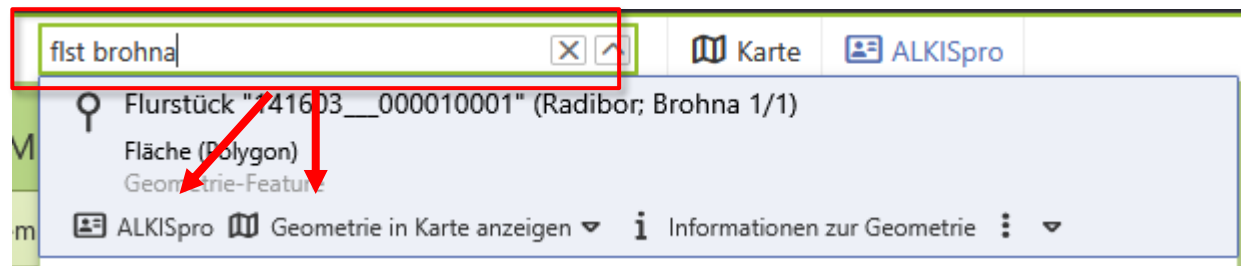 flst brohna
Karte
ALKISpro
Flurstück "141603___000010001" (Radibor; Brohna 1/1)
M
Fläche (Polygon)
Geometrie-Feature
em
ALKISpro Geometrie in Karte anzeigen Informationen zur Geometrie